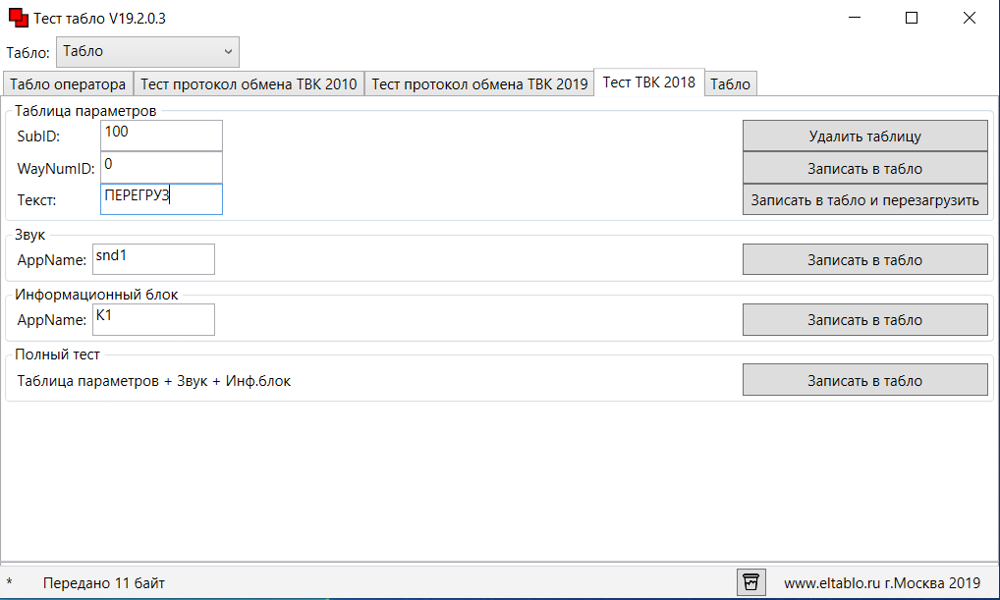 Тест табло V19.2.0.3
Табло: Табло
Табло оператора Тест протокол обмена ТВК 2010 Тест протокол обмена ТВК 2019 Тест ТВК 2018 Табло
Таблица параметров
SubID: 100 Удалить таблицу
WayNumID: 0 Записать в табло
Текст: ПЕРЕГРУЗ Записать в табло и перезагрузить
Звук
AppName: snd1 Записать в табло
Информационный блок
AppName: K1 Записать в табло
Полный тест
Таблица параметров + Звук + Инф.блок Записать в табло
* Передано 11 байт www.eltablo.ru г.Москва 2019